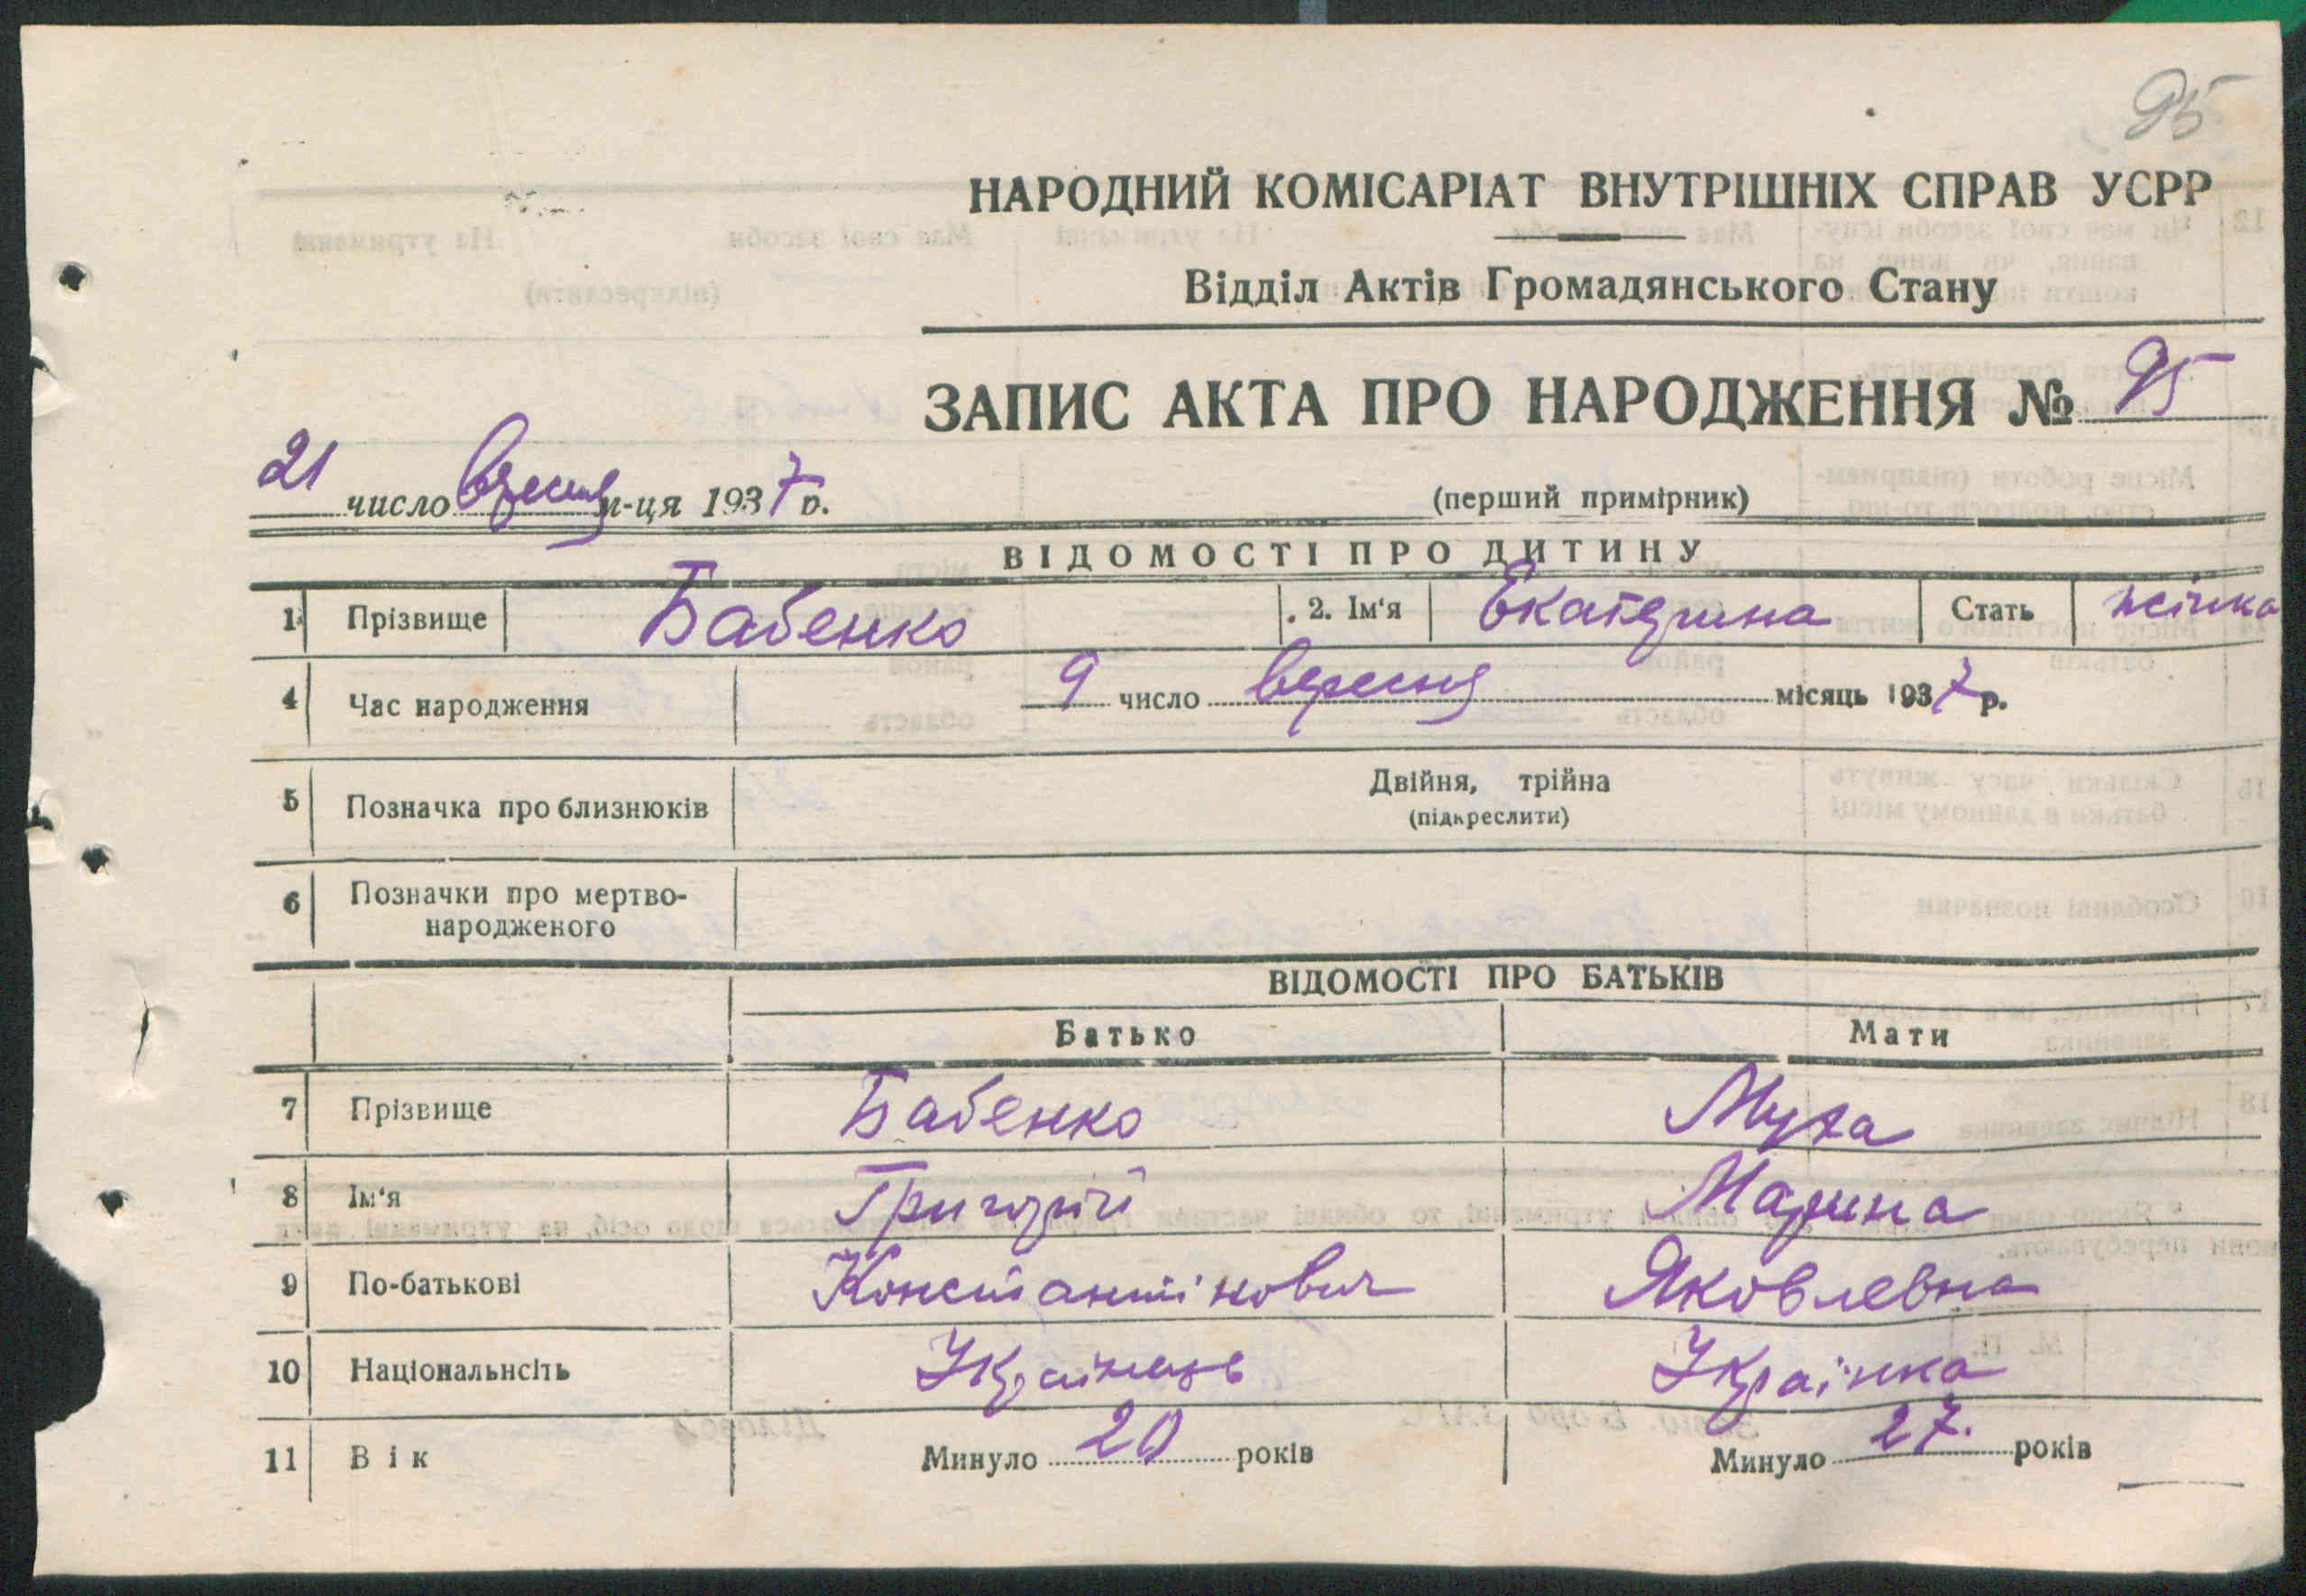 95
НАРОДНИЙ КОМІСАРІАТ ВНУТРІШНІХ СПРАВ УСРР
Відділ Актів Громадянського Стану
ЗАПИС АКТА ПРО НАРОДЖЕННЯ № 95
21 число вересня м-ця 1937 р.
(перший примірник)
ВІДОМОСТІ ПРО ДИТИНУ
1 Прізвище Бабенко 2. Ім'я Екатерина Стать жінка
4 Час народження 9 число вересня місяць 1937 р.
5 Позначка про близнюків Двійня, трійна
(підкреслити)
6 Позначки про мертво-
народженого
ВІДОМОСТІ ПРО БАТЬКІВ
Батько Мати
7 Прізвище Бабенко Муха
8 Ім'я Григорій Марина
9 По-батькові Константінович Яковлевна
10 Національнсіть Українець Українка
11 Вік Минуло 20 років Минуло 27. років